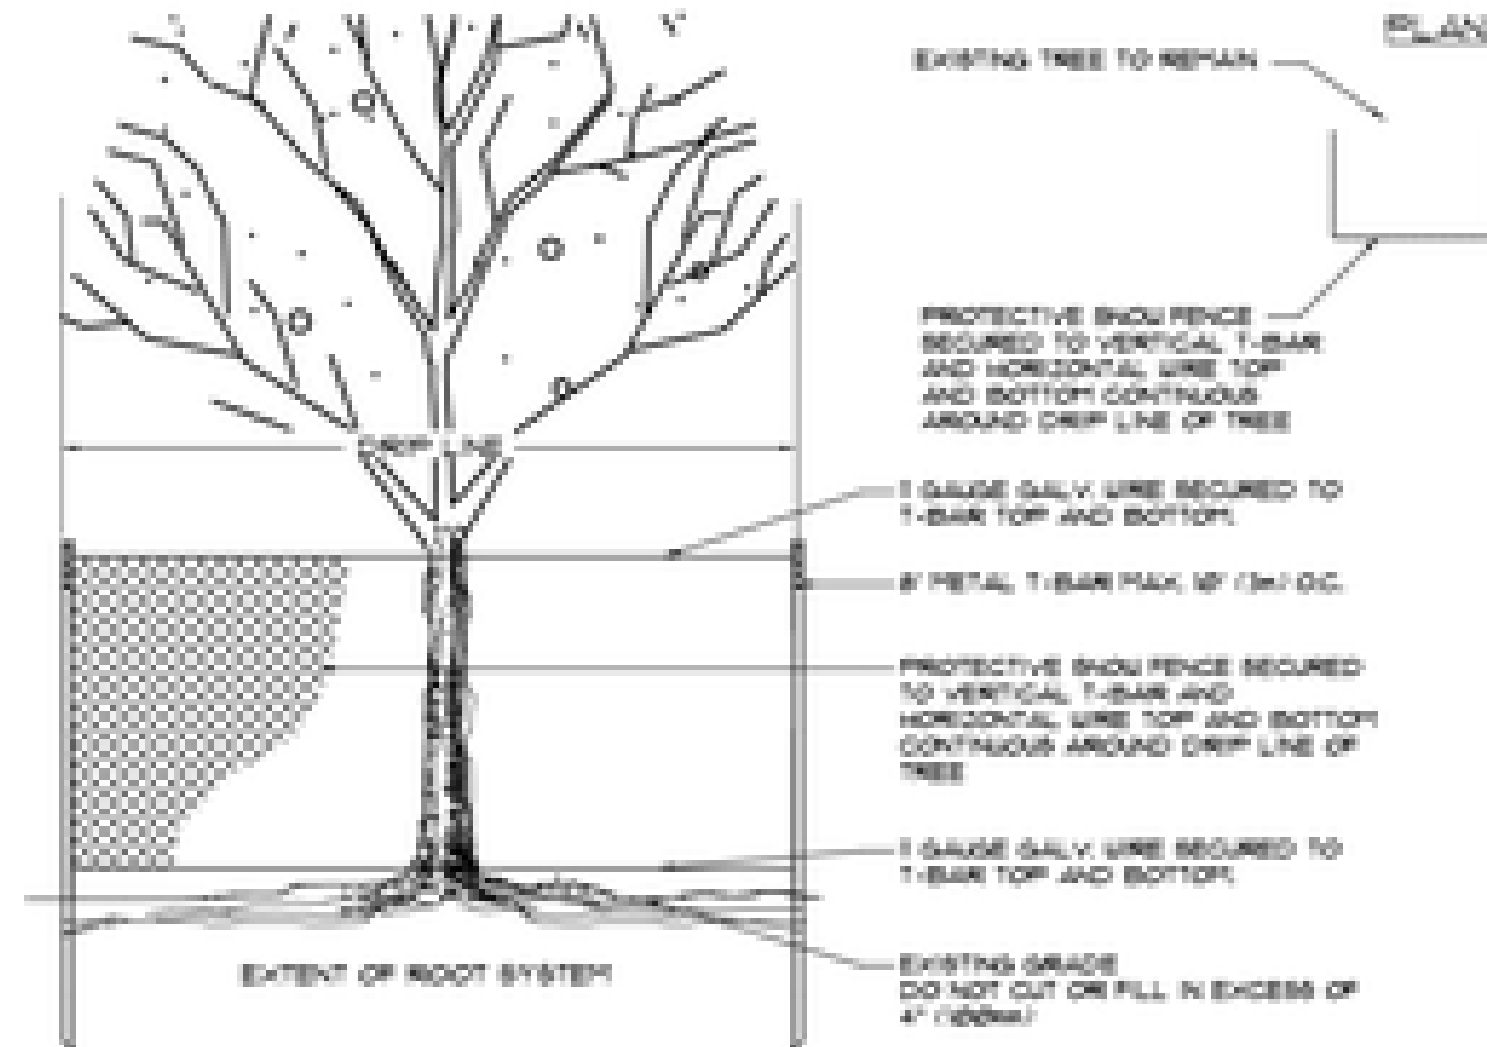 PLAN
EXISTING TREE TO REMAIN
PROTECTIVE SNOW FENCE
SECURED TO VERTICAL T-BAR
AND HORIZONTAL WIRE TOP
AND BOTTOM CONTINUOUS
AROUND DRIP LINE OF TREE
DRIP LINE
GAUGE GALV. WIRE SECURED TO
T-BAR TOP AND BOTTOM.
METAL T-BAR MAX. 10' (3m) O.C.
PROTECTIVE SNOW FENCE SECURED
TO VERTICAL T-BAR AND
HORIZONTAL WIRE TOP AND BOTTOM
CONTINUOUS AROUND DRIP LINE OF
TREE
GAUGE GALV. WIRE SECURED TO
T-BAR TOP AND BOTTOM.
EXTENT OF ROOT SYSTEM
EXISTING GRADE
DO NOT CUT OR FILL IN EXCESS OF
4" (100mm)